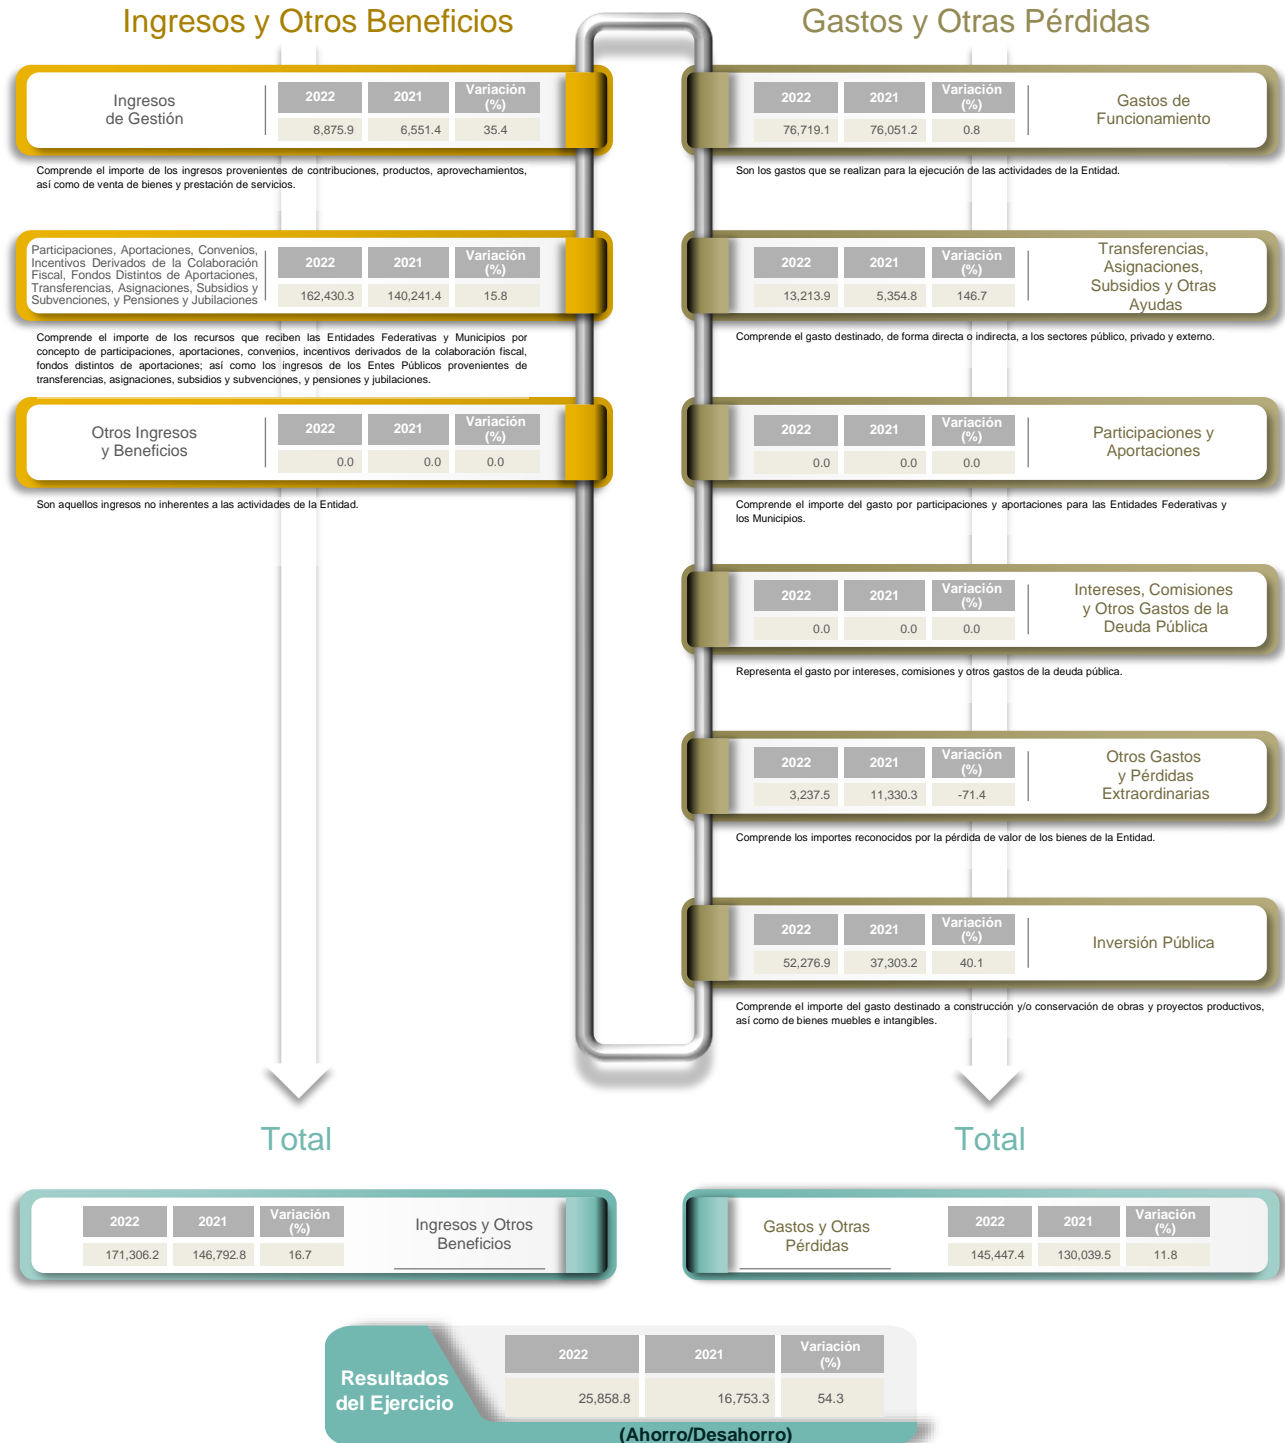 Ingresos y Otros Beneficios
Ingresos
de Gestión
2022 2021 Variación (%)
8,875.9 6,551.4 35.4
Comprende el importe de los ingresos provenientes de contribuciones, productos, aprovechamientos,
así como de venta de bienes y prestación de servicios.
Participaciones, Aportaciones, Convenios,
Incentivos Derivados de la Colaboración
Fiscal, Fondos Distintos de Aportaciones,
Transferencias, Asignaciones, Subsidios y
Subvenciones, y Pensiones y Jubilaciones
2022 2021 Variación (%)
162,430.3 140,241.4 15.8
Comprende el importe de los recursos que reciben las Entidades Federativas y Municipios por
concepto de participaciones, aportaciones, convenios, incentivos derivados de la colaboración fiscal,
fondos distintos de aportaciones; así como los ingresos de los Entes Públicos provenientes de
transferencias, asignaciones, subsidios y subvenciones, y pensiones y jubilaciones.
Otros Ingresos
y Beneficios
2022 2021 Variación (%)
0.0 0.0 0.0
Son aquellos ingresos no inherentes a las actividades de la Entidad.
Gastos y Otras Pérdidas
2022 2021 Variación (%)
76,719.1 76,051.2 0.8
Gastos de
Funcionamiento
Son los gastos que se realizan para la ejecución de las actividades de la Entidad.
2022 2021 Variación (%)
13,213.9 5,354.8 146.7
Transferencias,
Asignaciones,
Subsidios y Otras
Ayudas
Comprende el gasto destinado, de forma directa o indirecta, a los sectores público, privado y externo.
2022 2021 Variación (%)
0.0 0.0 0.0
Participaciones y
Aportaciones
Comprende el importe del gasto por participaciones y aportaciones para las Entidades Federativas y
los Municipios.
2022 2021 Variación (%)
0.0 0.0 0.0
Intereses, Comisiones
y Otros Gastos de la
Deuda Pública
Representa el gasto por intereses, comisiones y otros gastos de la deuda pública.
2022 2021 Variación (%)
3,237.5 11,330.3 -71.4
Otros Gastos
y Pérdidas
Extraordinarias
Comprende los importes reconocidos por la pérdida de valor de los bienes de la Entidad.
2022 2021 Variación (%)
52,276.9 37,303.2 40.1
Inversión Pública
Comprende el importe del gasto destinado a construcción y/o conservación de obras y proyectos productivos,
así como de bienes muebles e intangibles.
Total
2022 2021 Variación (%)
171,306.2 146,792.8 16.7
Ingresos y Otros
Beneficios
Total
Gastos y Otras
Pérdidas
2022 2021 Variación (%)
145,447.4 130,039.5 11.8
Resultados
del Ejercicio
2022 2021 Variación (%)
25,858.8 16,753.3 54.3
(Ahorro/Desahorro)